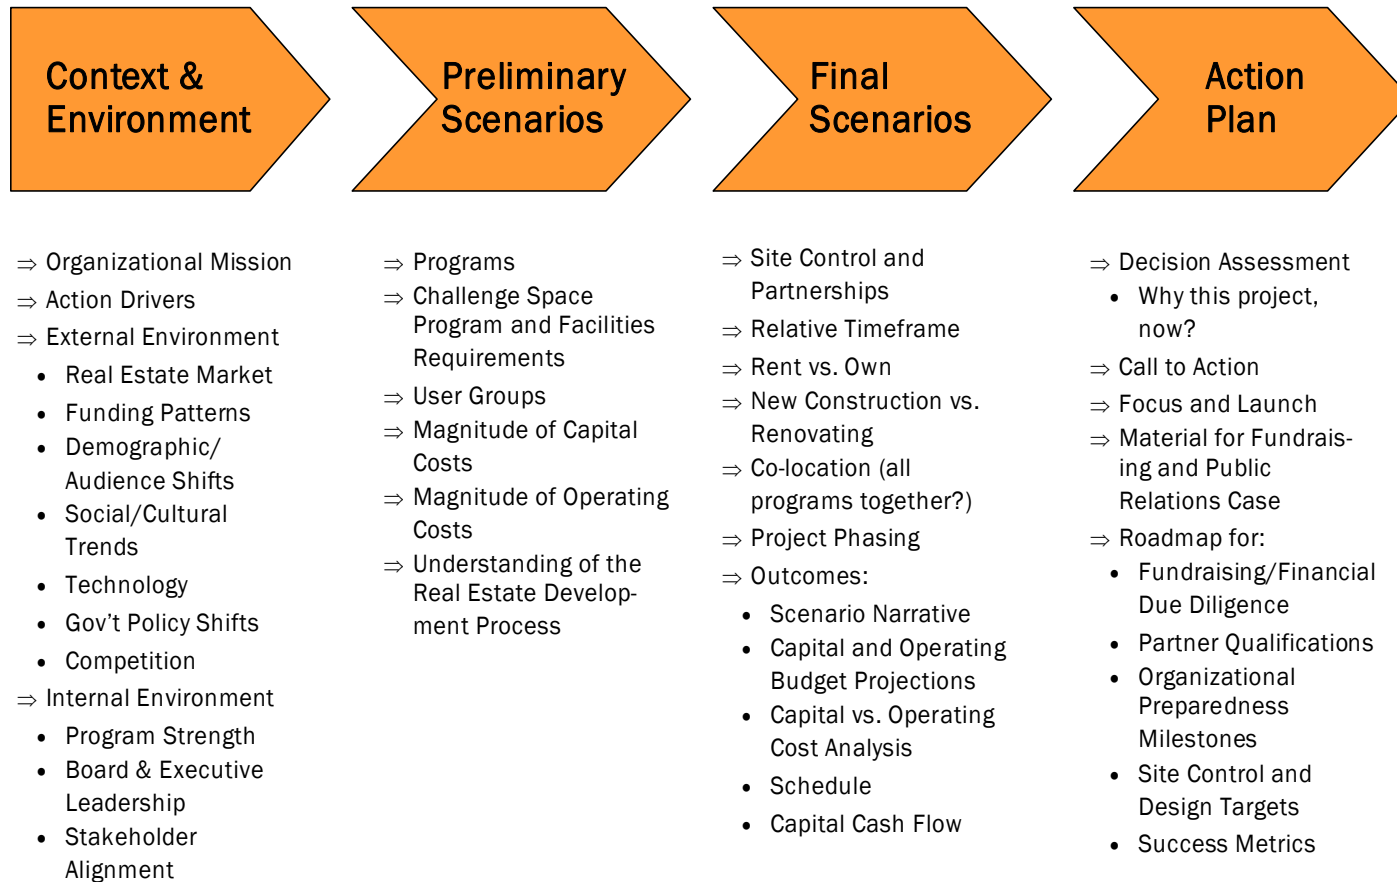 Context &
Environment
Preliminary
Scenarios
Final
Scenarios
Action
Plan
⇒ Organizational Mission
⇒ Action Drivers
⇒ External Environment
• Real Estate Market
• Funding Patterns
• Demographic/
Audience Shifts
• Social/Cultural
Trends
• Technology
• Gov't Policy Shifts
• Competition
⇒ Internal Environment
• Program Strength
• Board & Executive
Leadership
• Stakeholder
Alignment
⇒ Programs
⇒ Challenge Space
Program and Facilities
Requirements
⇒ User Groups
⇒ Magnitude of Capital
Costs
⇒ Magnitude of Operating
Costs
⇒ Understanding of the
Real Estate Develop-
ment Process
⇒ Site Control and
Partnerships
⇒ Relative Timeframe
⇒ Rent vs. Own
⇒ New Construction vs.
Renovating
⇒ Co-location (all
programs together?)
⇒ Project Phasing
⇒ Outcomes:
• Scenario Narrative
• Capital and Operating
Budget Projections
• Capital vs. Operating
Cost Analysis
• Schedule
• Capital Cash Flow
⇒ Decision Assessment
• Why this project,
now?
⇒ Call to Action
⇒ Focus and Launch
⇒ Material for Fundrais-
ing and Public
Relations Case
⇒ Roadmap for:
• Fundraising/Financial
Due Diligence
• Partner Qualifications
• Organizational
Preparedness
Milestones
• Site Control and
Design Targets
• Success Metrics